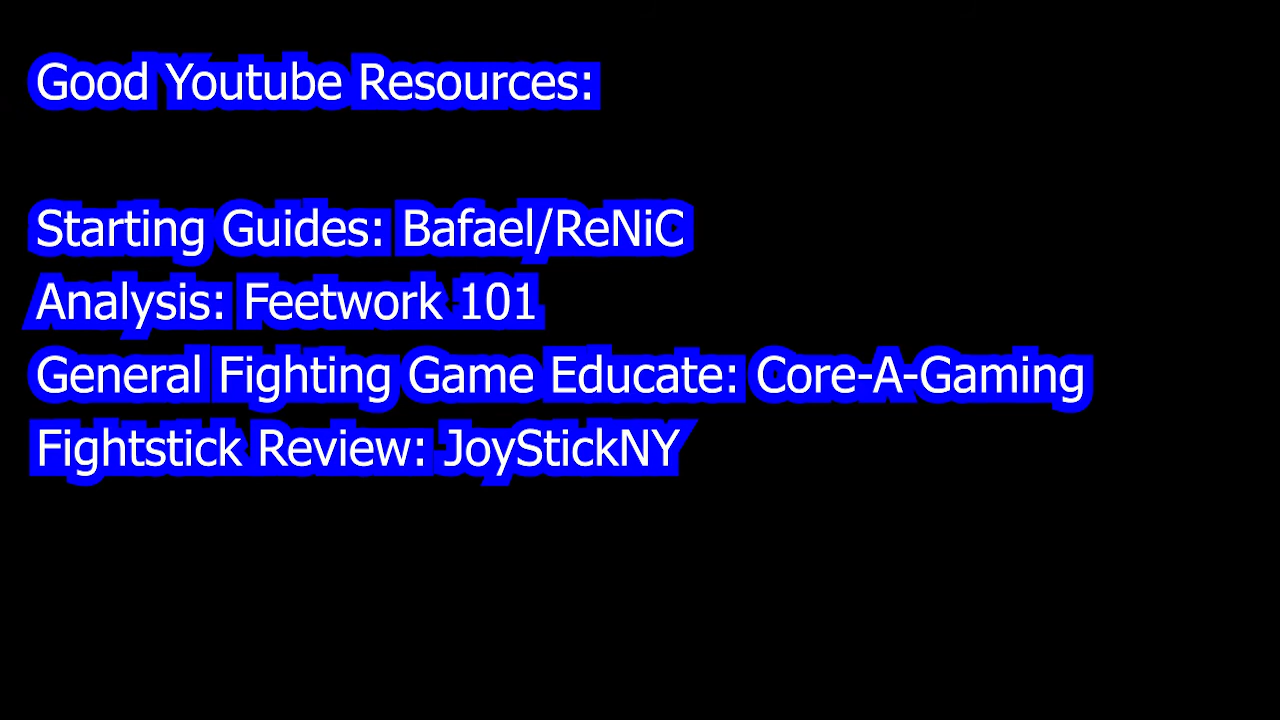 Good Youtube Resources:
Starting Guides: Bafael/ReNiC
Analysis: Feetwork 101
General Fighting Game Educate: Core-A-Gaming
Fightstick Review: JoyStickNY